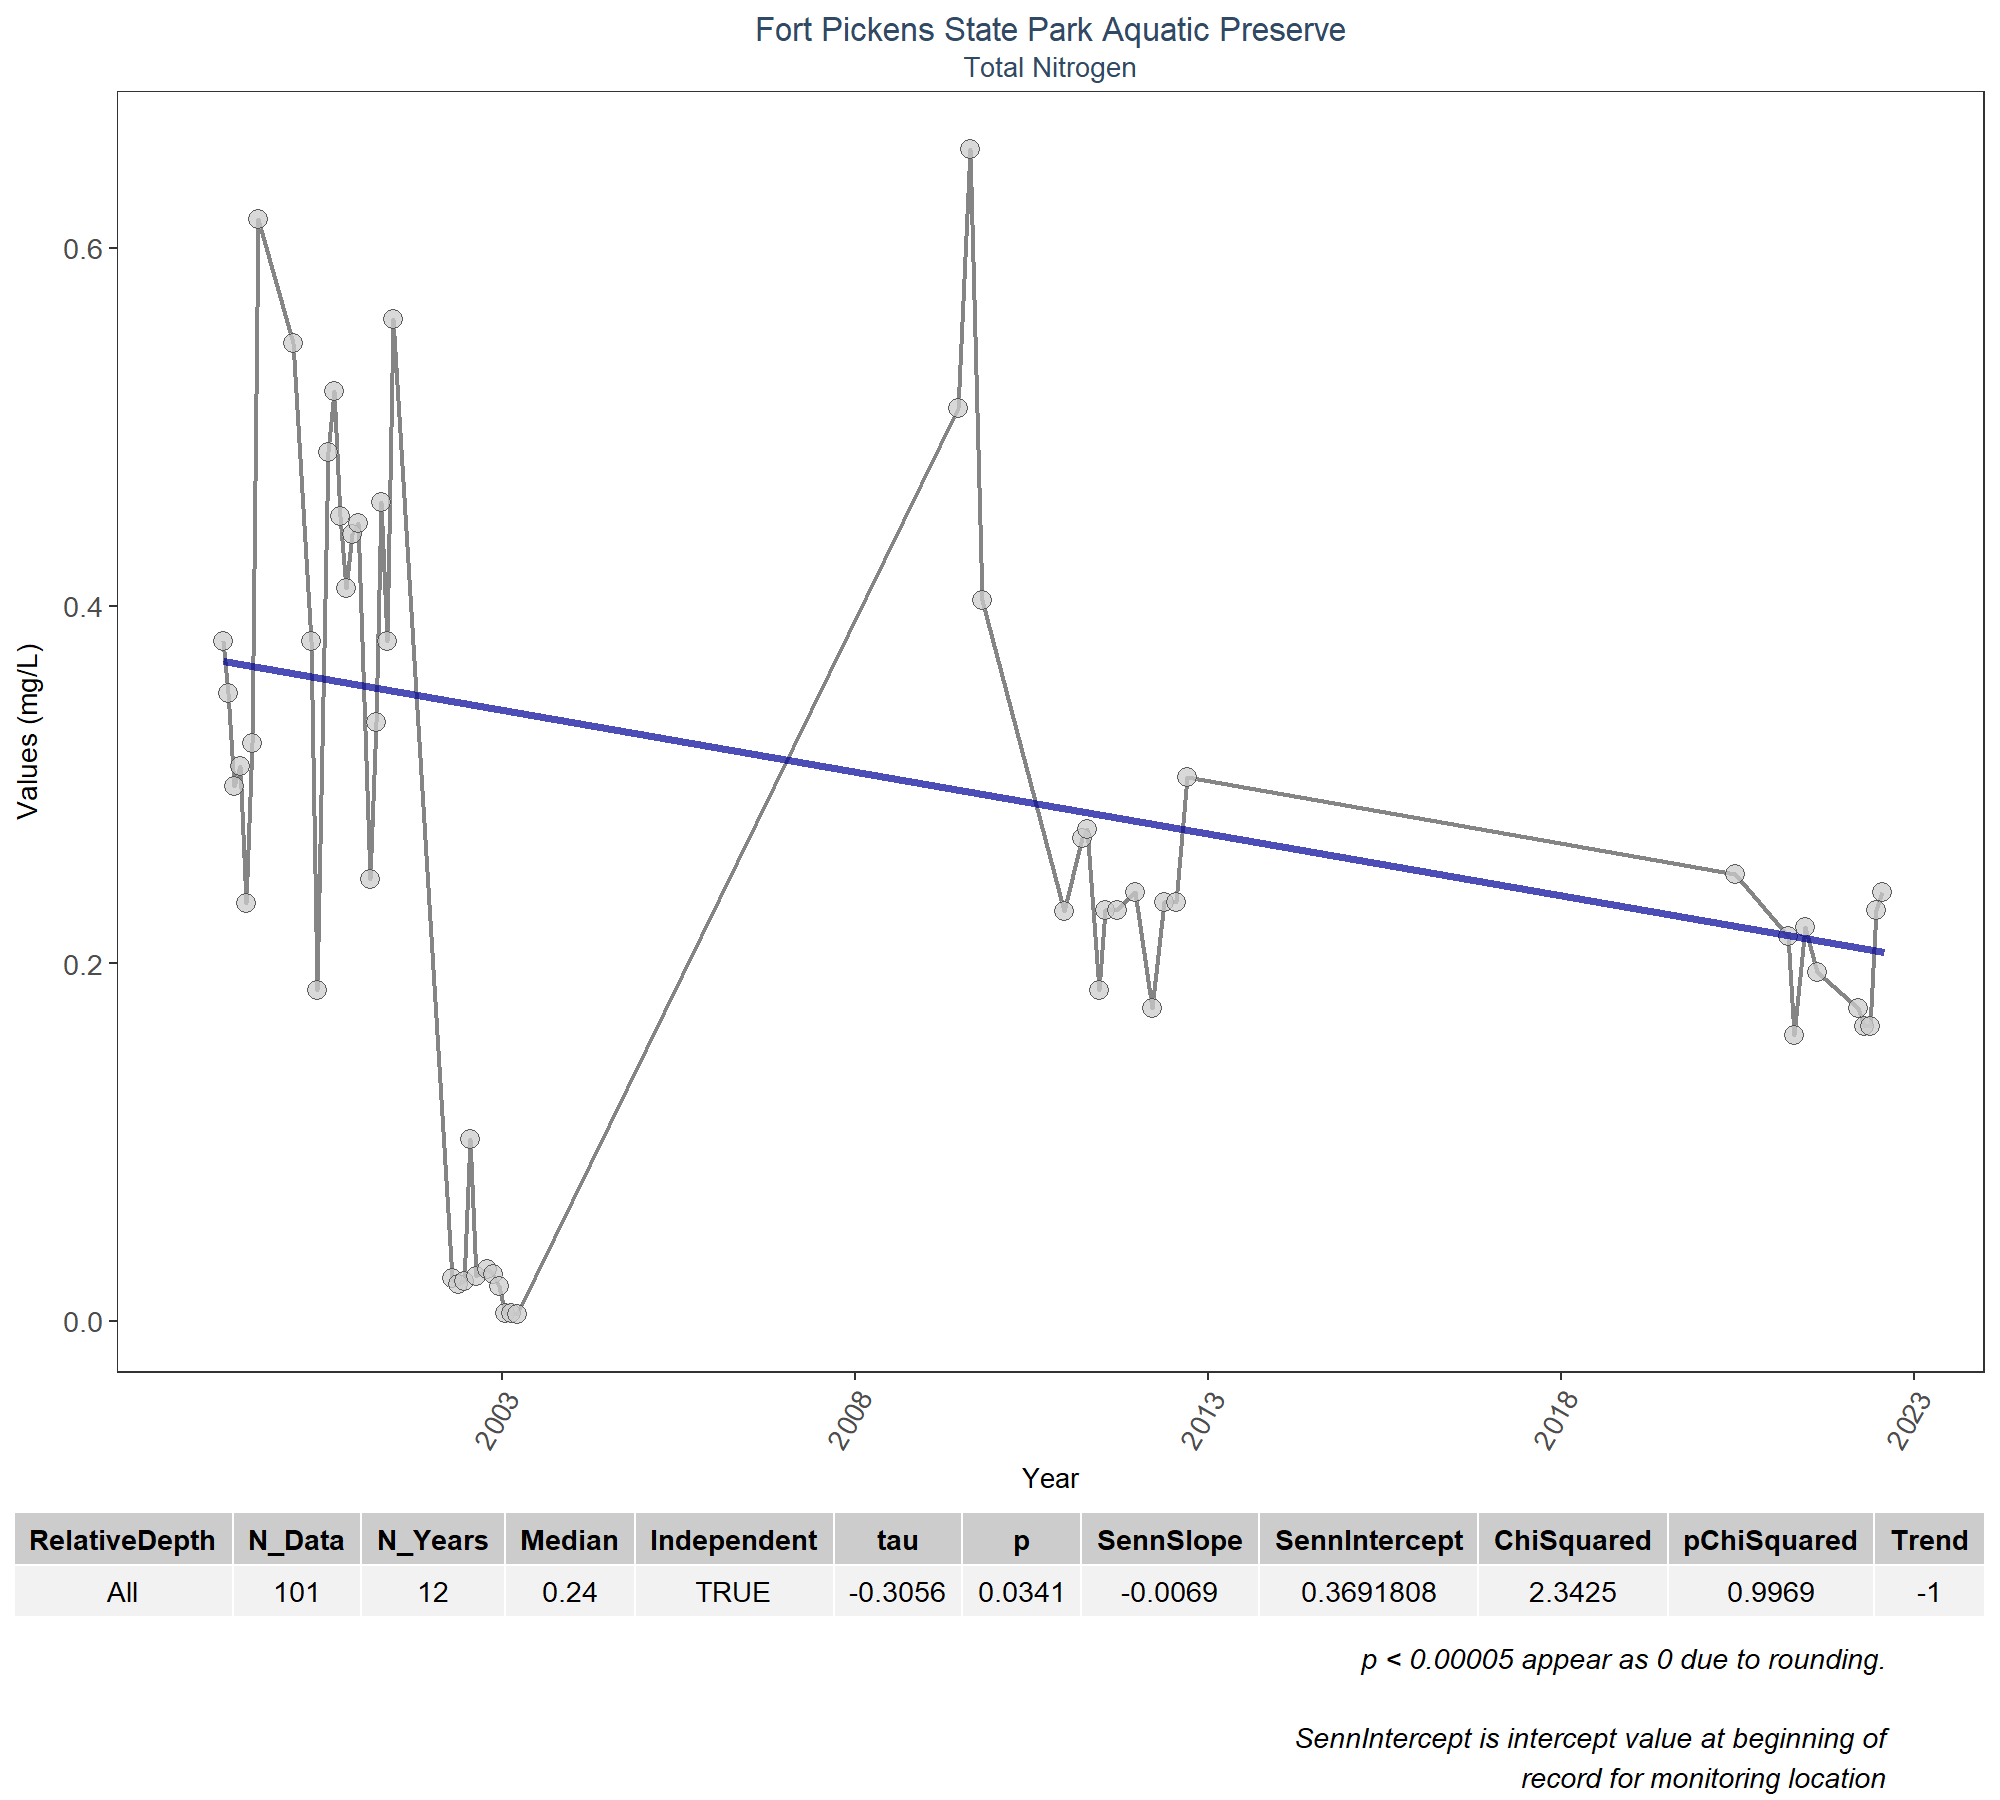 Fort Pickens State Park Aquatic Preserve
Total Nitrogen
Values (mg/L)
0.6
0.4
0.2
0.0
2003 2008 2013 2018 2023
Year
RelativeDepth N_Data N_Years Median Independent tau p SennSlope SennIntercept ChiSquared pChiSquared Trend
All 101 12 0.24 TRUE -0.3056 0.0341 -0.0069 0.3691808 2.3425 0.9969 -1
p < 0.00005 appear as 0 due to rounding.
SennIntercept is intercept value at beginning of
record for monitoring location